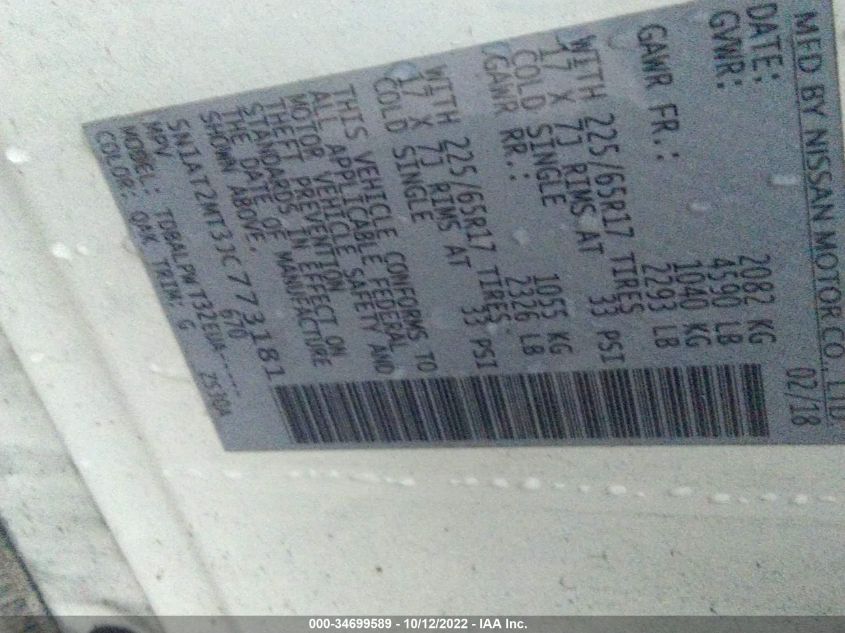 MFD BY NISSAN MOTOR CO., LTD
DATE: 02/18
GVWR: 2082 KG
4590 LB
GAWR FR.: 1040 KG
2293 LB
WITH 225/65R17 TIRES
17 X 7J RIMS AT 33 PSI
COLD SINGLE
GAWR RR.: 1055 KG
2326 LB
WITH 225/65R17 TIRES,
17 X 7J RIMS AT 33 PSI
COLD SINGLE
THIS VEHICLE CONFORMS TO
ALL APPLICABLE FEDERAL
MOTOR VEHICLE SAFETY AND
THEFT PREVENTION
STANDARDS IN EFFECT ON
THE DATE OF MANUFACTURE
SHOWN ABOVE.
5N1AT2MT3JC773181
MPV 670
MODEL:
COLOR: QAK TRIM: G
000-34699589 - 10/12/2022 - IAA Inc.